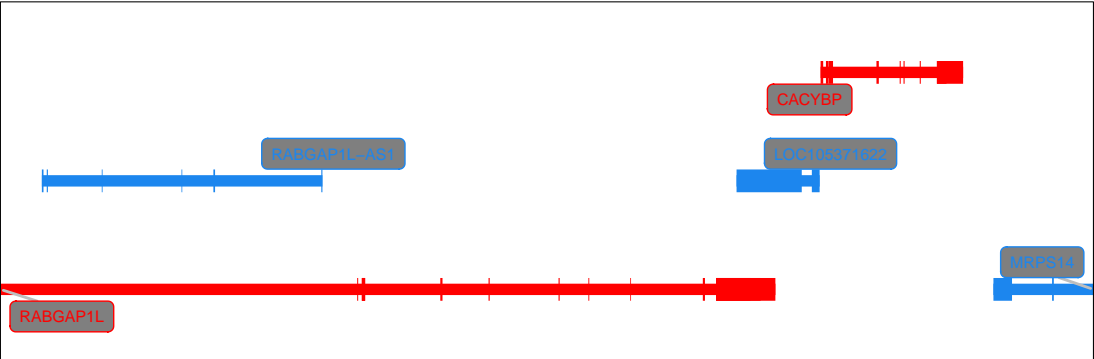 CACYBP
RABGAP1L−AS1
LOC105371622
MRPS14
RABGAP1L